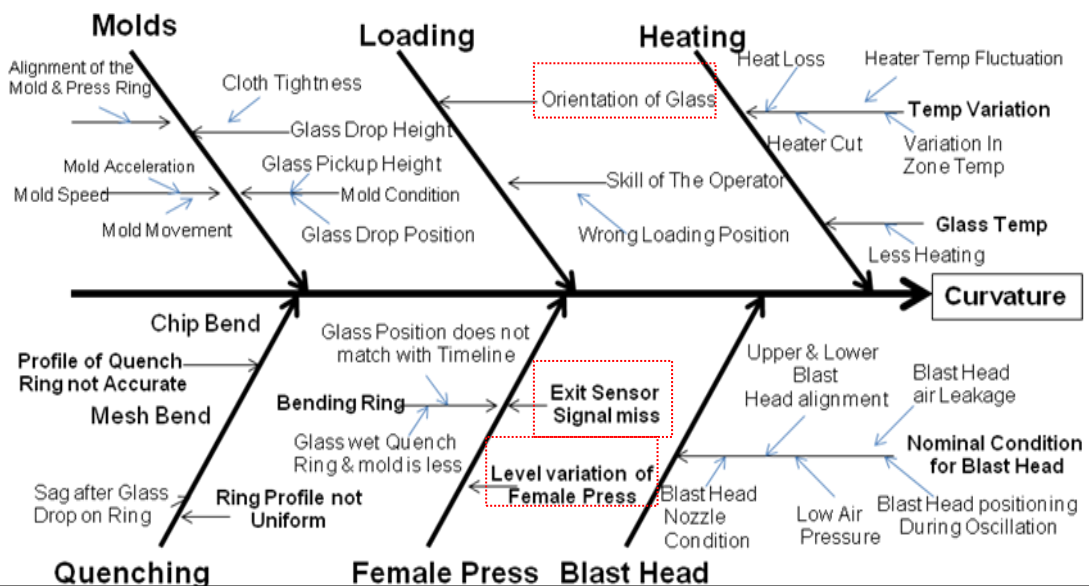 Molds
Loading
Heating
Alignment of the
Mold & Press Ring
Cloth Tightness
Glass Drop Height
Mold Acceleration
Glass Pickup Height
Mold Speed
Mold Condition
Mold Movement
Glass Drop Position
Orientation of Glass
Skill of The Operator
Wrong Loading Position
Heat Loss
Heater Temp Fluctuation
Temp Variation
Heater Cut
Variation In
Zone Temp
Glass Temp
Less Heating
Curvature
Chip Bend
Profile of Quench
Ring not Accurate
Mesh Bend
Sag after Glass
Drop on Ring
Ring Profile not
Uniform
Glass Position does not
match with Timeline
Bending Ring
Exit Sensor
Signal miss
Glass wet Quench
Ring & mold is less
Level variation of
Female Press
Upper & Lower
Blast
Head alignment
Blast Head
air Leakage
Nominal Condition
for Blast Head
Blast Head
Nozzle
Condition
Low Air
Pressure
Blast Head positioning
During Oscillation
Quenching
Female Press
Blast Head